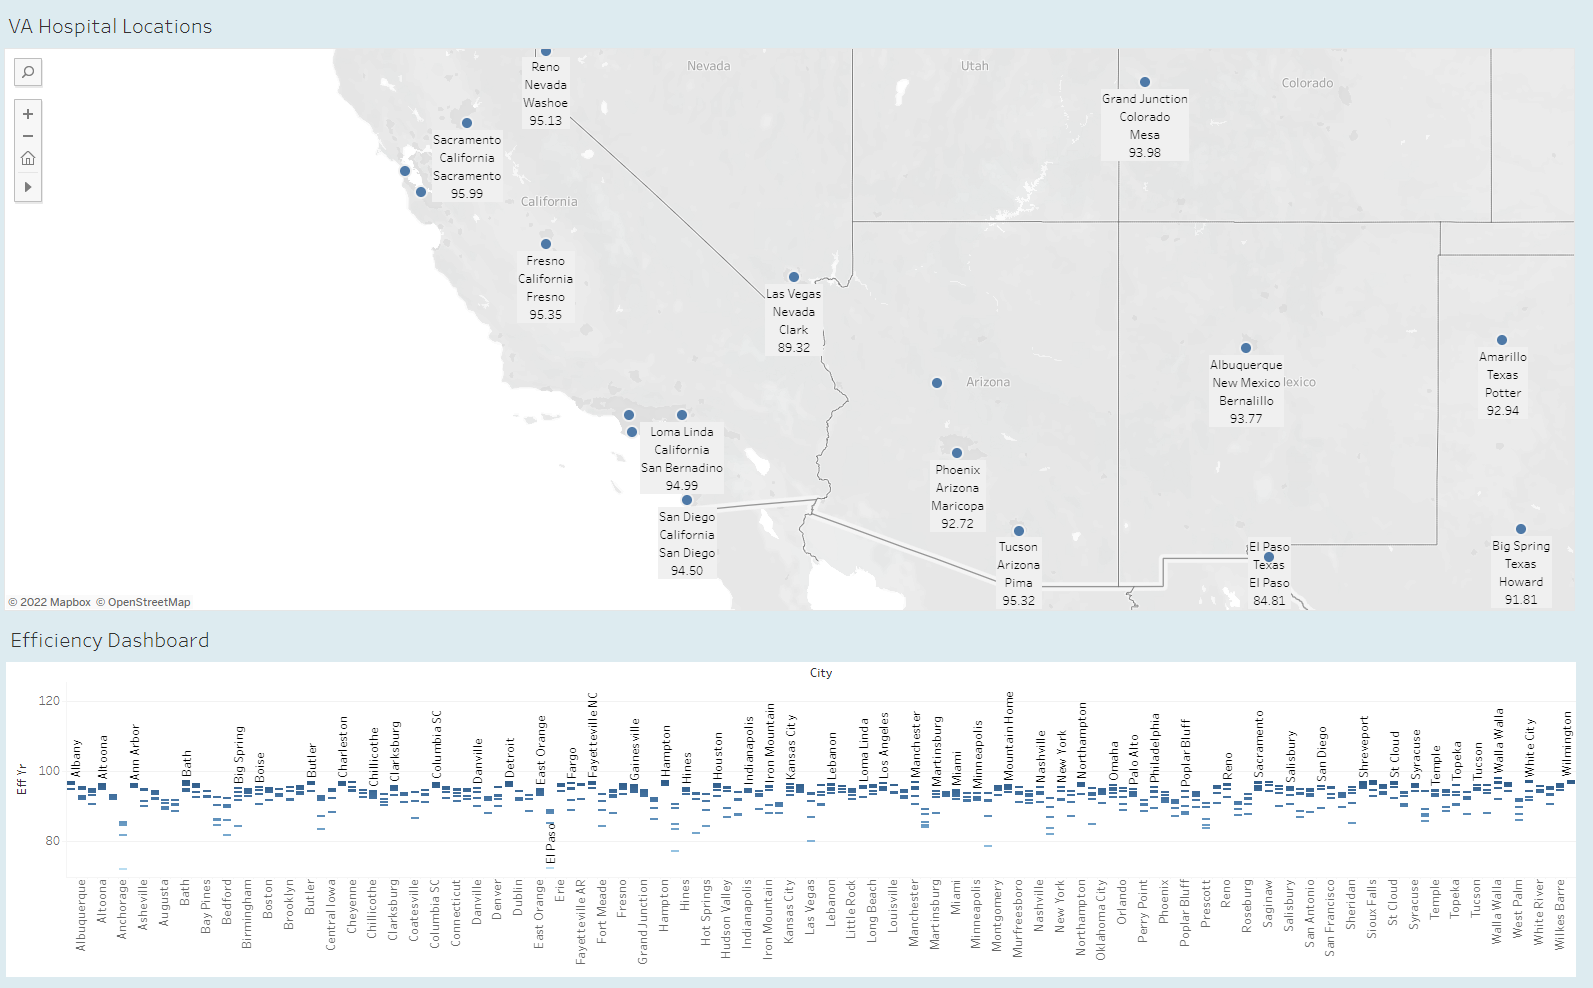 VA Hospital Locations
Nevada
Utah
Colorado
California
Arizona
lexico
Reno
Nevada
Washoe
95.13
Grand Junction
Colorado
Mesa
93.98
Sacramento
California
Sacramento
95.99
Fresno
California
Fresno
95.35
Las Vegas
Nevada
Clark
89.32
Albuquerque
New Mexico
Bernalillo
93.77
Amarillo
Texas
Potter
92.94
Loma Linda
California
San Bernadino
94.99
Phoenix
Arizona
Maricopa
92.72
San Diego
California
San Diego
94.50
Tucson
Arizona
Pima
95.32
El Paso
Texas
El Paso
84.81
Big Spring
Texas
Howard
91.81
© 2022 Mapbox © OpenStreetMap
Efficiency Dashboard
City
Eff Yr
120
100
80
Albany
Altoona
Ann Arbor
Bath
Big Spring
Boise
Butler
Charleston
Chillicothe
Clarksburg
Columbia SC
Danville
Detroit
East Orange
El Paso
Fargo
Fayetteville NC
Gainesville
Hampton
Hines
Houston
Indianapolis
Iron Mountain
Kansas City
Lebanon
Loma Linda
Los Angeles
Manchester
Martinsburg
Miami
Minneapolis
Mountain Home
Nashville
New York
Northampton
Omaha
Palo Alto
Philadelphia
Poplar Bluff
Reno
Sacramento
Salisbury
San Diego
Shreveport
St Cloud
Syracuse
Temple
Topeka
Tucson
Walla Walla
White City
Wilmington
Albuquerque
Altoona
Anchorage
Asheville
Augusta
Bath
Bay Pines
Bedford
Birmingham
Boston
Brooklyn
Butler
Central Iowa
Cheyenne
Chillicothe
Clarksburg
Coatesville
Columbia SC
Connecticut
Danville
Denver
Dublin
East Orange
Erie
Fayetteville AR
Fort Meade
Fresno
Grand Junction
Hampton
Hines
Hot Springs
Hudson Valley
Indianapolis
Iron Mountain
Kansas City
Las Vegas
Lebanon
Little Rock
Long Beach
Louisville
Manchester
Martinsburg
Miami
Minneapolis
Montgomery
Murfreesboro
Nashville
New York
Northampton
Oklahoma City
Orlando
Perry Point
Phoenix
Poplar Bluff
Prescott
Reno
Roseburg
Saginaw
Salisbury
San Antonio
San Francisco
Sheridan
Sioux Falls
St Cloud
Syracuse
Temple
Topeka
Tucson
Walla Walla
West Palm
White River
Wilkes Barre